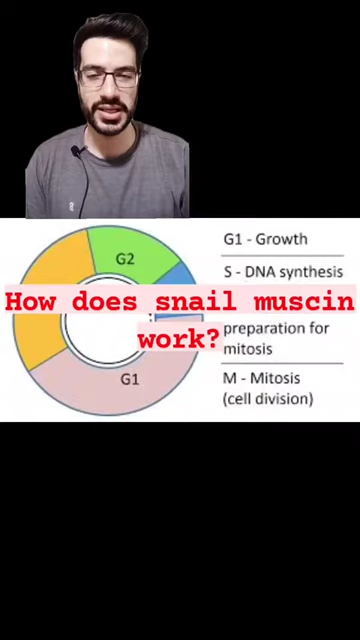 G2
G1 - Growth
S - DNA synthesis
How does snail muscin
work?
preparation for
mitosis
G1
M - Mitosis
(cell division)